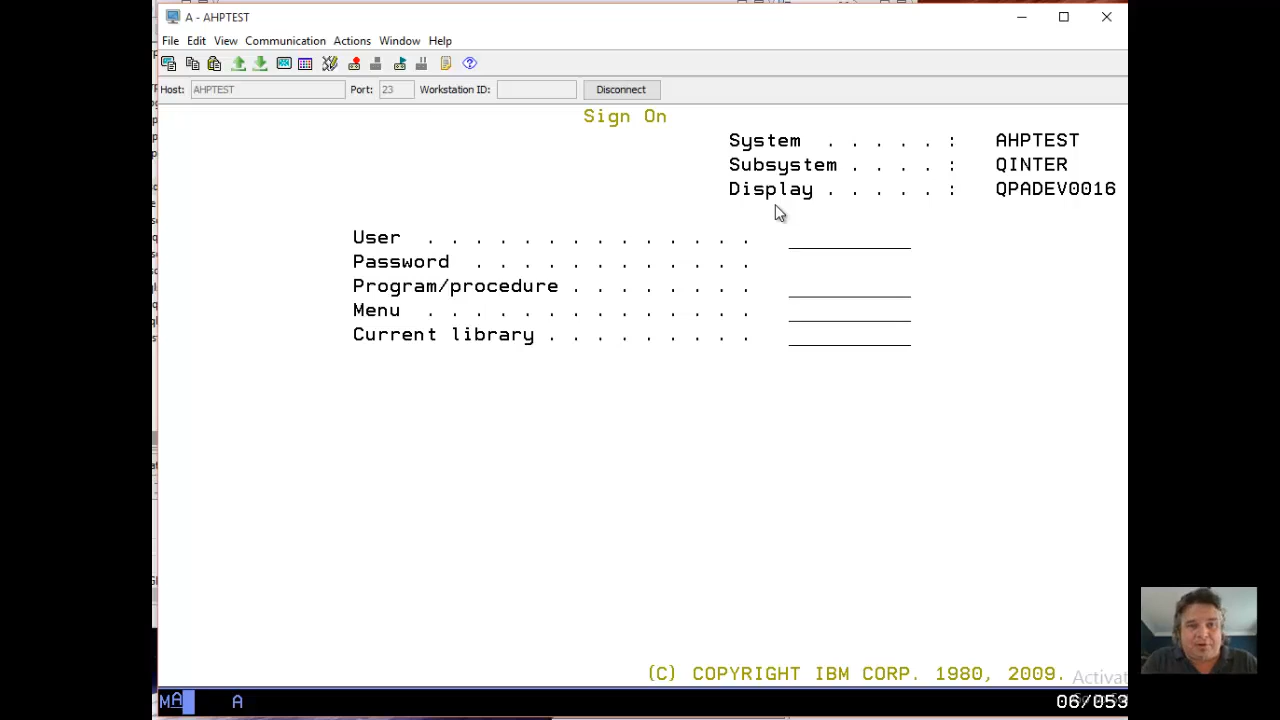 A - AHPTEST
File Edit View Communication Actions Window Help
Host: AHPTEST Port: 23 Workstation ID: Disconnect
Sign On
System . . . . . : AHPTEST
Subsystem . . . . : QINTER
Display . . . . . : QPADEV0016
User . . . . . . . . . . . . . .
Password . . . . . . . . . . . .
Program/procedure . . . . . . . .
Menu . . . . . . . . . . . . . .
Current library . . . . . . . . .
(C) COPYRIGHT IBM CORP. 1980, 2009.
Activat
MA A 06/053